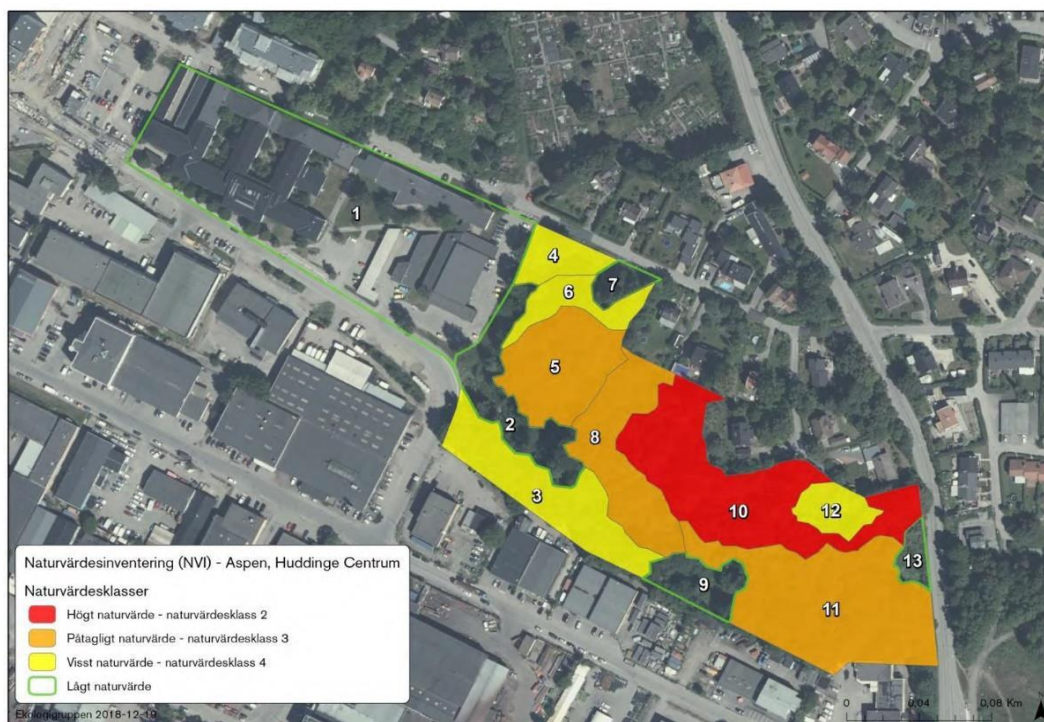 1
4
7
6
5
2
8
3
10
12
13
9
11
Naturvärdesinventering (NVI) - Aspen, Huddinge Centrum
Naturvärdesklasser
Högt naturvärde - naturvärdesklass 2
Påtagligt naturvärde - naturvärdesklass 3
Visst naturvärde - naturvärdesklass 4
Lågt naturvärde
Ekologigruppen 2018-12-19
0 0,04 0,08 Km